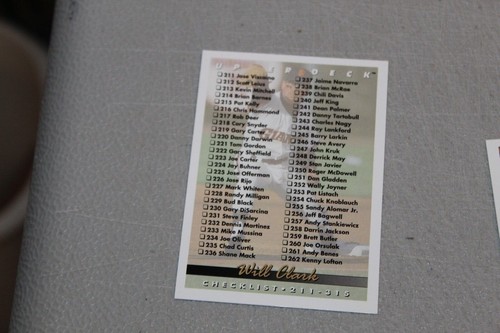 UPPER DECK
211 Jose Vizcaino
212 Scott Leius
213 Kevin Mitchell
214 Brian Barnes
215 Pat Kelly
216 Chris Hammond
217 Rob Deer
218 Cory Snyder
219 Gary Carter
220 Danny Darwin
221 Tom Gordon
222 Gary Sheffield
223 Joe Carter
224 Jay Buhner
225 Jose Offerman
226 Jose Rijo
227 Mark Whiten
228 Randy Milligan
229 Bud Black
230 Gary DiSarcina
231 Steve Finley
232 Dennis Martinez
233 Mike Mussina
234 Joe Oliver
235 Chad Curtis
236 Shane Mack
237 Jaime Navarro
238 Brian McRae
239 Chili Davis
240 Jeff King
241 Dean Palmer
242 Danny Tartabull
243 Charles Nagy
244 Ray Lankford
245 Barry Larkin
246 Steve Avery
247 John Kruk
248 Derrick May
249 Stan Javier
250 Roger McDowell
251 Dan Gladden
252 Wally Joyner
253 Pat Listach
254 Chuck Knoblauch
255 Sandy Alomar Jr.
256 Jeff Bagwell
257 Andy Stankiewicz
258 Darrin Jackson
259 Brett Butler
260 Joe Orsulak
261 Andy Benes
262 Kenny Lofton
Will Clark
CHECKLIST • 211-315